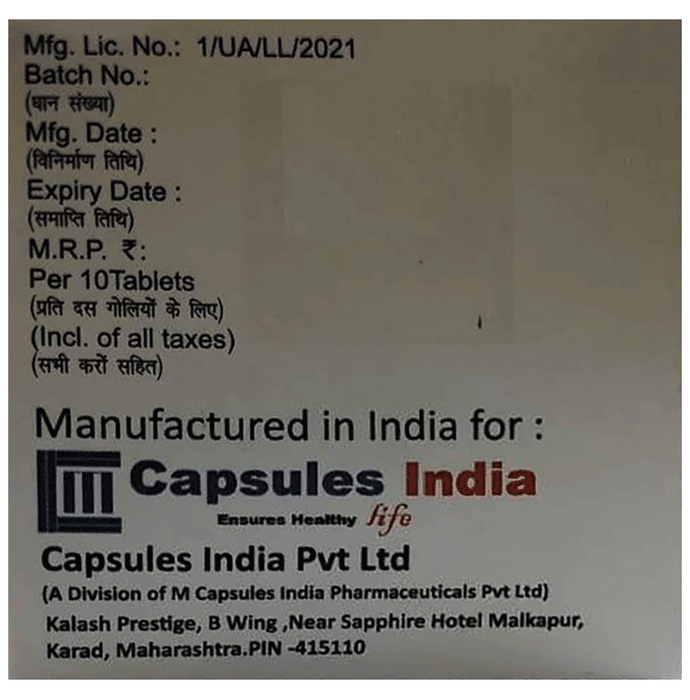 Mfg. Lic. No.: 1/UA/LL/2021
Batch No.:
(घान संख्या)
Mfg. Date :
(विनिर्माण तिथि)
Expiry Date :
(समाप्ति तिथि)
M.R.P. ₹:
Per 10Tablets
(प्रति दस गोलियों के लिए)
(Incl. of all taxes)
(सभी करों सहित)
Manufactured in India for :
Capsules India
Ensures Healthy life
Capsules India Pvt Ltd
(A Division of M Capsules India Pharmaceuticals Pvt Ltd)
Kalash Prestige, B Wing ,Near Sapphire Hotel Malkapur,
Karad, Maharashtra.PIN -415110